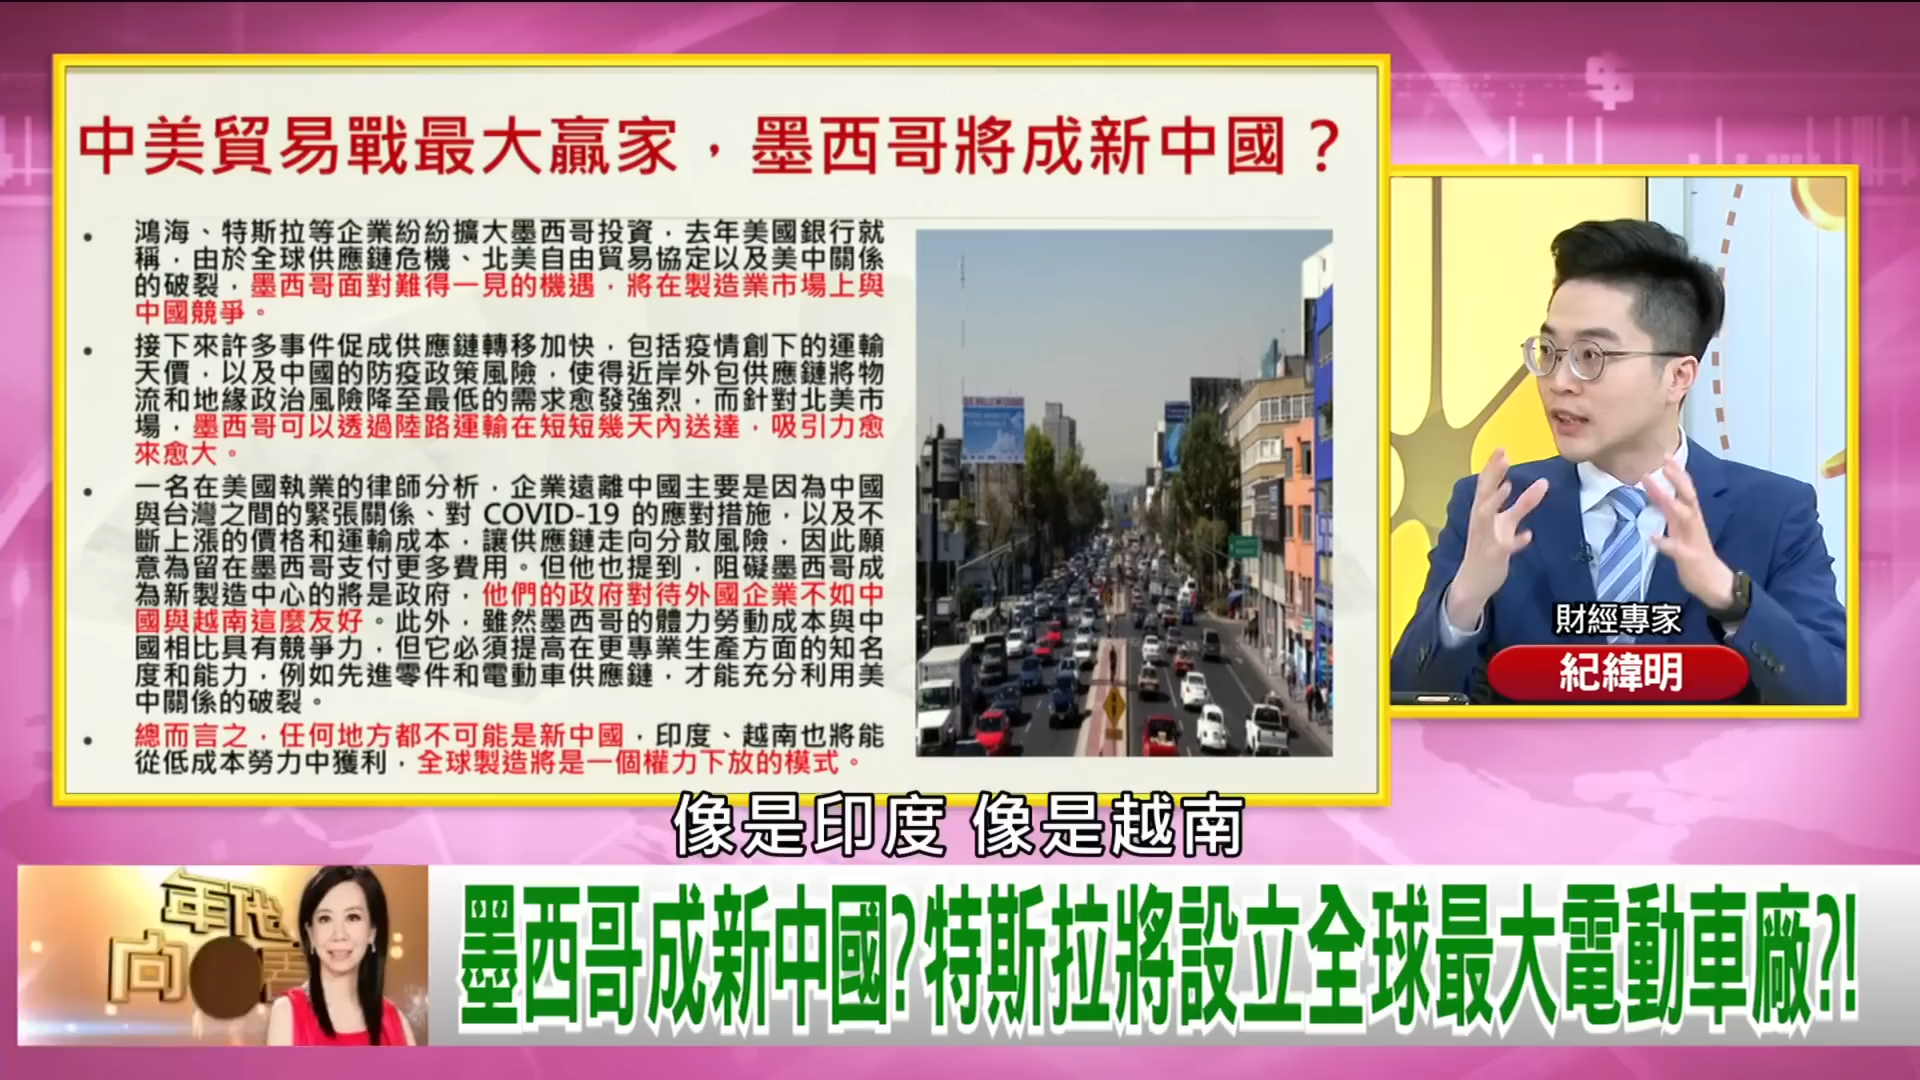 中美貿易戰最大贏家，墨西哥將成新中國？
• 鴻海、特斯拉等企業紛紛擴大墨西哥投資，去年美國銀行就
稱，由於全球供應鏈危機、北美自由貿易協定以及美中關係
的破裂，墨西哥面對難得一見的機遇，將在製造業市場上與
中國競爭。
• 接下來許多事件促成供應鏈轉移加快，包括疫情創下的運輸
天價，以及中國的防疫政策風險，使得近岸外包供應鏈將物
流和地緣政治風險降至最低的需求愈發強烈，而針對北美市
場，墨西哥可以透過陸路運輸在短短幾天內送達，吸引力愈
來愈大。
• 一名在美國執業的律師分析，企業遠離中國主要是因為中國
與台灣之間的緊張關係、對 COVID-19 的應對措施，以及不
斷上漲的價格和運輸成本，讓供應鏈走向分散風險，因此願
意為留在墨西哥支付更多費用。但他也提到，阻礙墨西哥成
為新製造中心的將是政府，他們的政府對待外國企業不如中
國與越南這麼友好。此外，雖然墨西哥的體力勞動成本與中
國相比具有競爭力，但它必須提高在更專業生產方面的知名
度和能力，例如先進零件和電動車供應鏈，才能充分利用美
中關係的破裂。
• 總而言之，任何地方都不可能是新中國，印度、越南也將能
從低成本勞力中獲利，全球製造將是一個權力下放的模式。
財經專家
紀緯明
像是印度 像是越南
年代
向
墨西哥成新中國?特斯拉將設立全球最大電動車廠?!